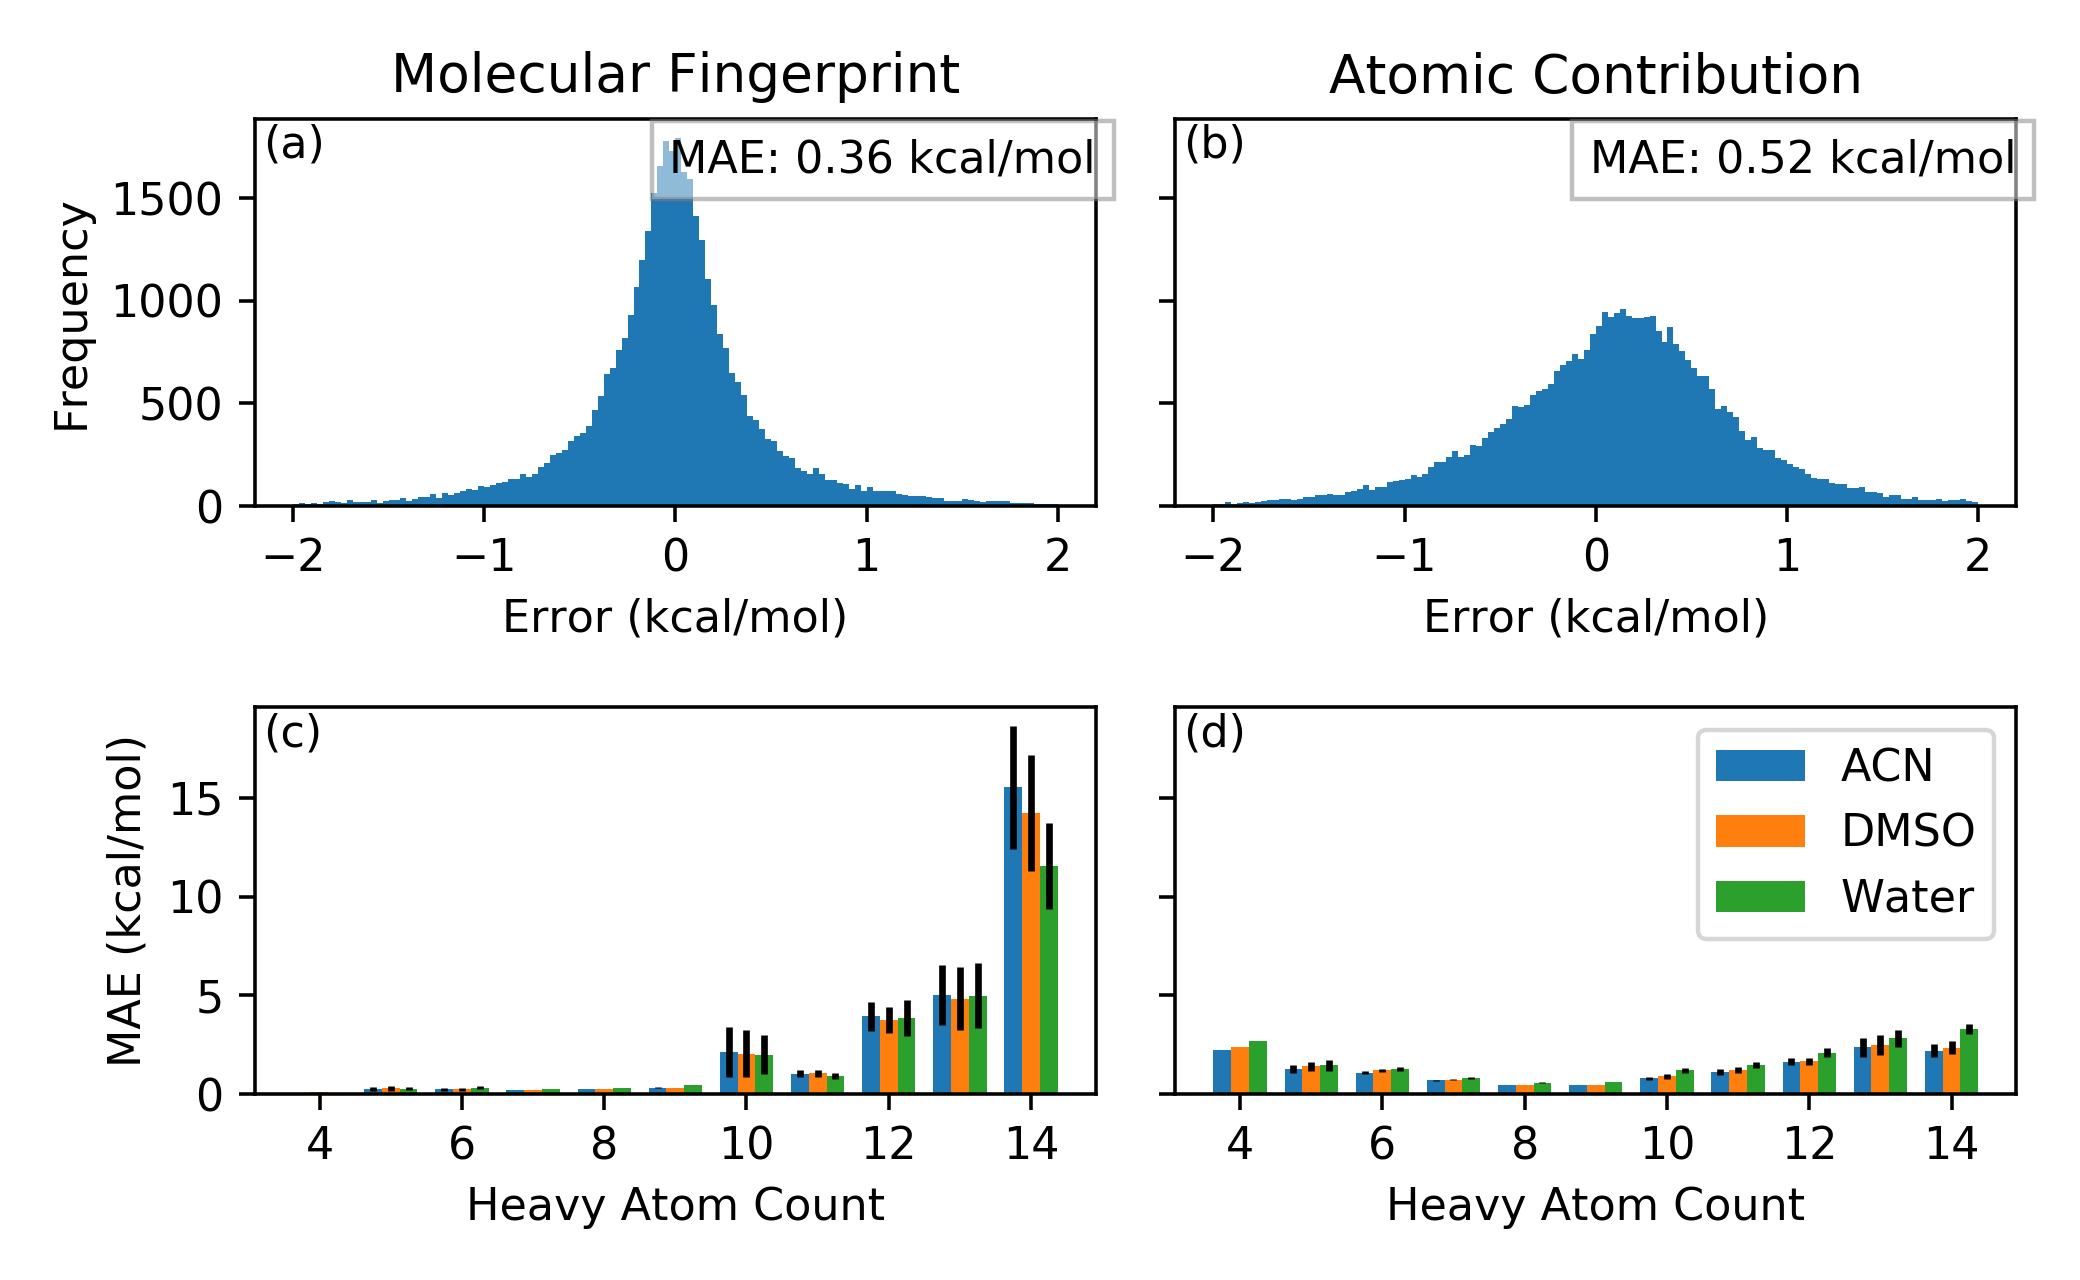 Molecular Fingerprint
Atomic Contribution
(a)
MAE: 0.36 kcal/mol
(b)
MAE: 0.52 kcal/mol
Frequency
1500
1000
500
0
−2 −1 0 1 2
−2 −1 0 1 2
Error (kcal/mol)
Error (kcal/mol)
(c)
(d)
ACN
DMSO
Water
MAE (kcal/mol)
15
10
5
0
4 6 8 10 12 14
4 6 8 10 12 14
Heavy Atom Count
Heavy Atom Count